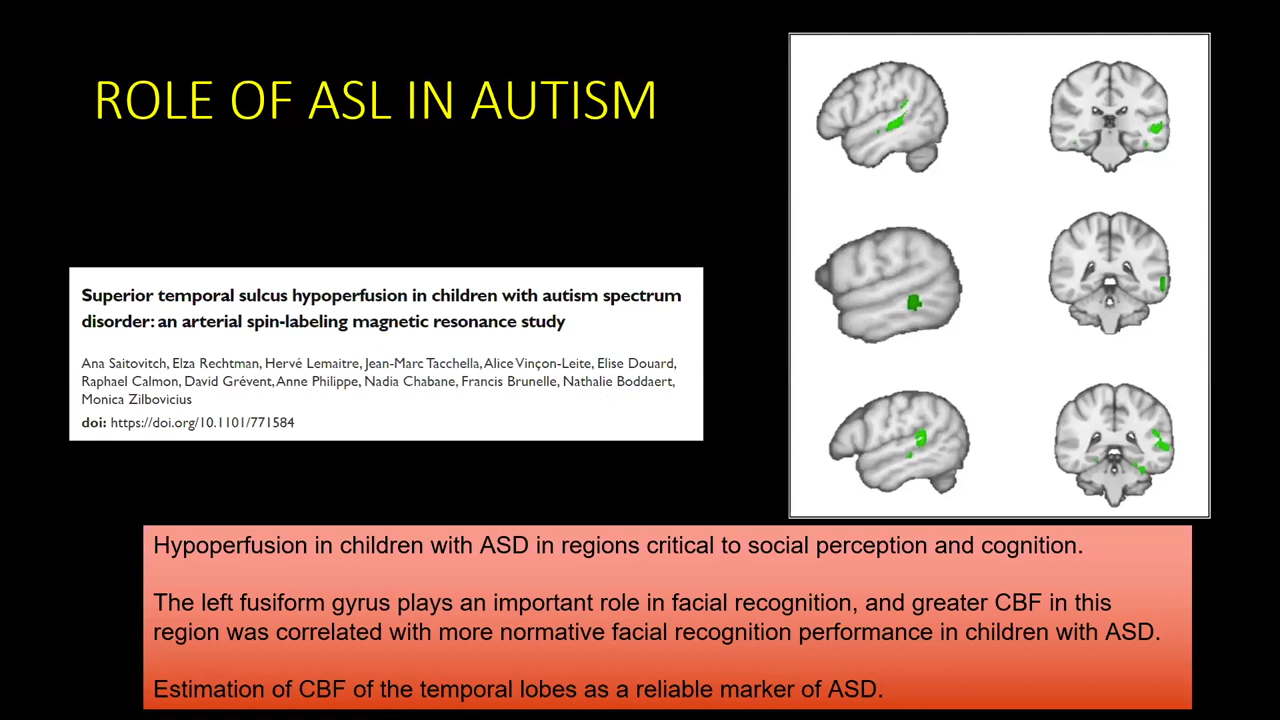 ROLE OF ASL IN AUTISM
Superior temporal sulcus hypoperfusion in children with autism spectrum
disorder: an arterial spin-labeling magnetic resonance study
Ana Saitovitch, Elza Rechtman, Hervé Lemaitre, Jean-Marc Tacchella, Alice Vinçon-Leite, Elise Douard,
Raphael Calmon, David Grévent, Anne Philippe, Nadia Chabane, Francis Brunelle, Nathalie Boddaert,
Monica Zilbovicius
doi: https://doi.org/10.1101/771584
Hypoperfusion in children with ASD in regions critical to social perception and cognition.
The left fusiform gyrus plays an important role in facial recognition, and greater CBF in this
region was correlated with more normative facial recognition performance in children with ASD.
Estimation of CBF of the temporal lobes as a reliable marker of ASD.